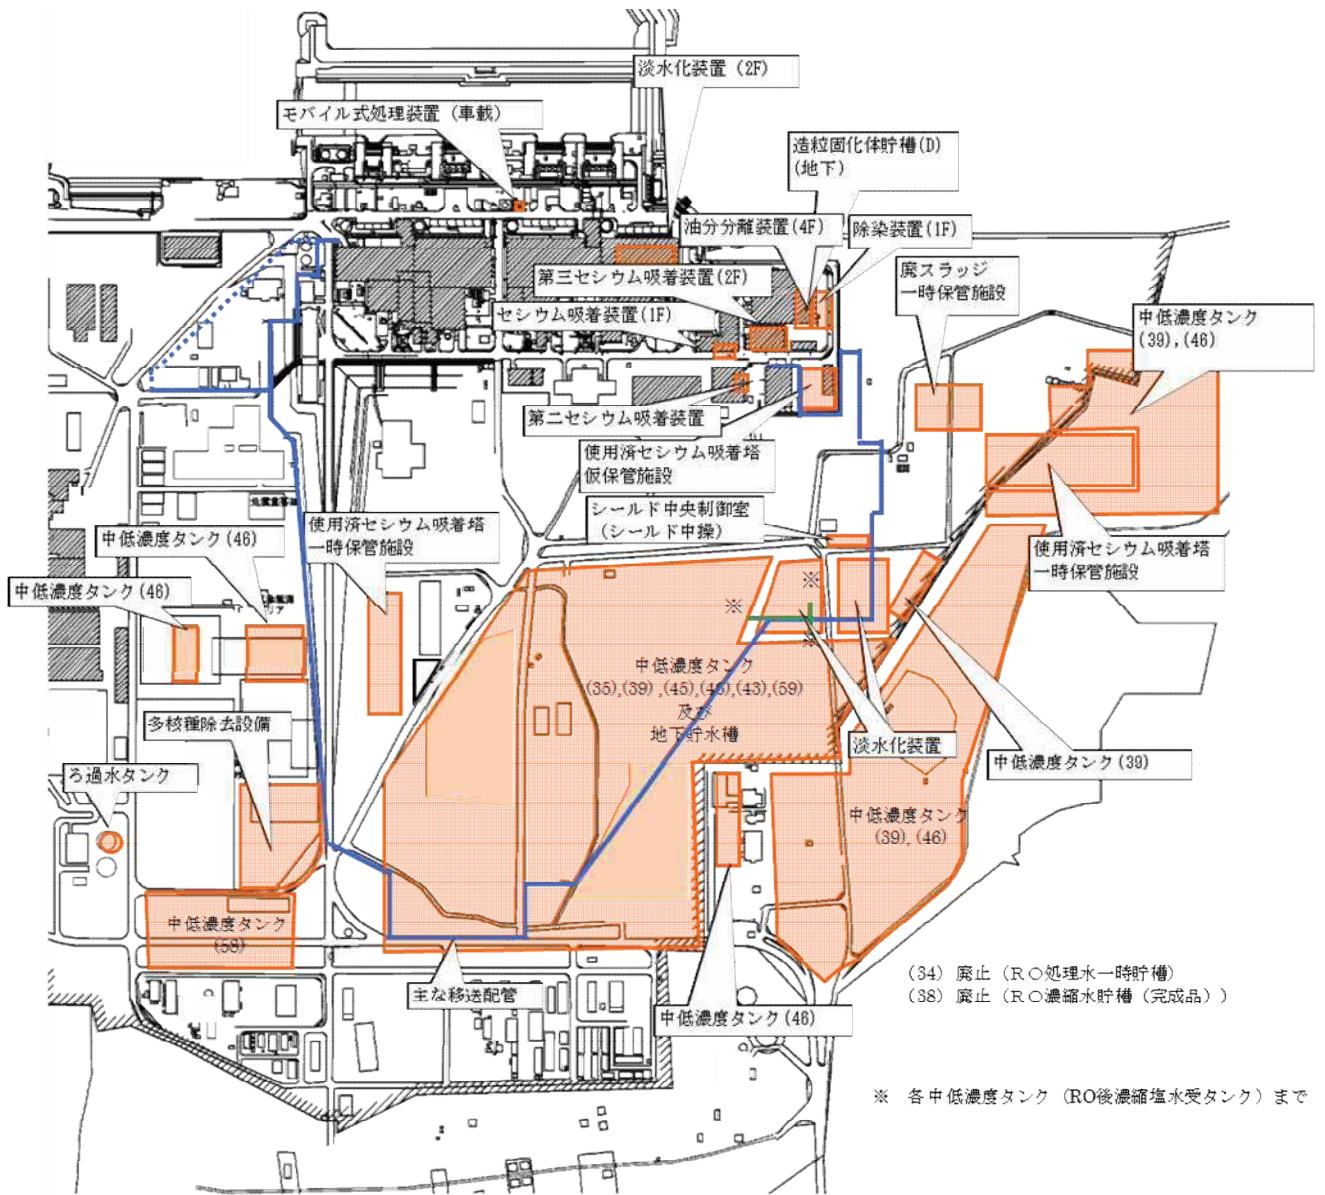 淡水化装置 (2F)
モバイル式処理装置 (車載)
造粒固化体貯槽(D)
(地下)
油分分離装置(4F)
除染装置(1F)
第三セシウム吸着装置(2F)
廃スラッジ
一時保管施設
セシウム吸着装置(1F)
中低濃度タンク
(39),(46)
第二セシウム吸着装置
使用済セシウム吸着塔
仮保管施設
シールド中央制御室
(シールド中操)
使用済セシウム吸着塔
一時保管施設
中低濃度タンク(46)
使用済セシウム吸着塔
一時保管施設
中低濃度タンク(46)
※
※
※
中低濃度タンク
(35),(39),(45),(46),(43),(59)
及び
地下貯水槽
多核種除去設備
淡水化装置
中低濃度タンク(39)
ろ過水タンク
中低濃度タンク
(39),(46)
中低濃度タンク
(58)
主な移送配管
中低濃度タンク(46)
(34) 廃止 (RO処理水一時貯槽)
(38) 廃止 (RO濃縮水貯槽 (完成品))
※ 各中低濃度タンク (RO後濃縮塩水受タンク) まで